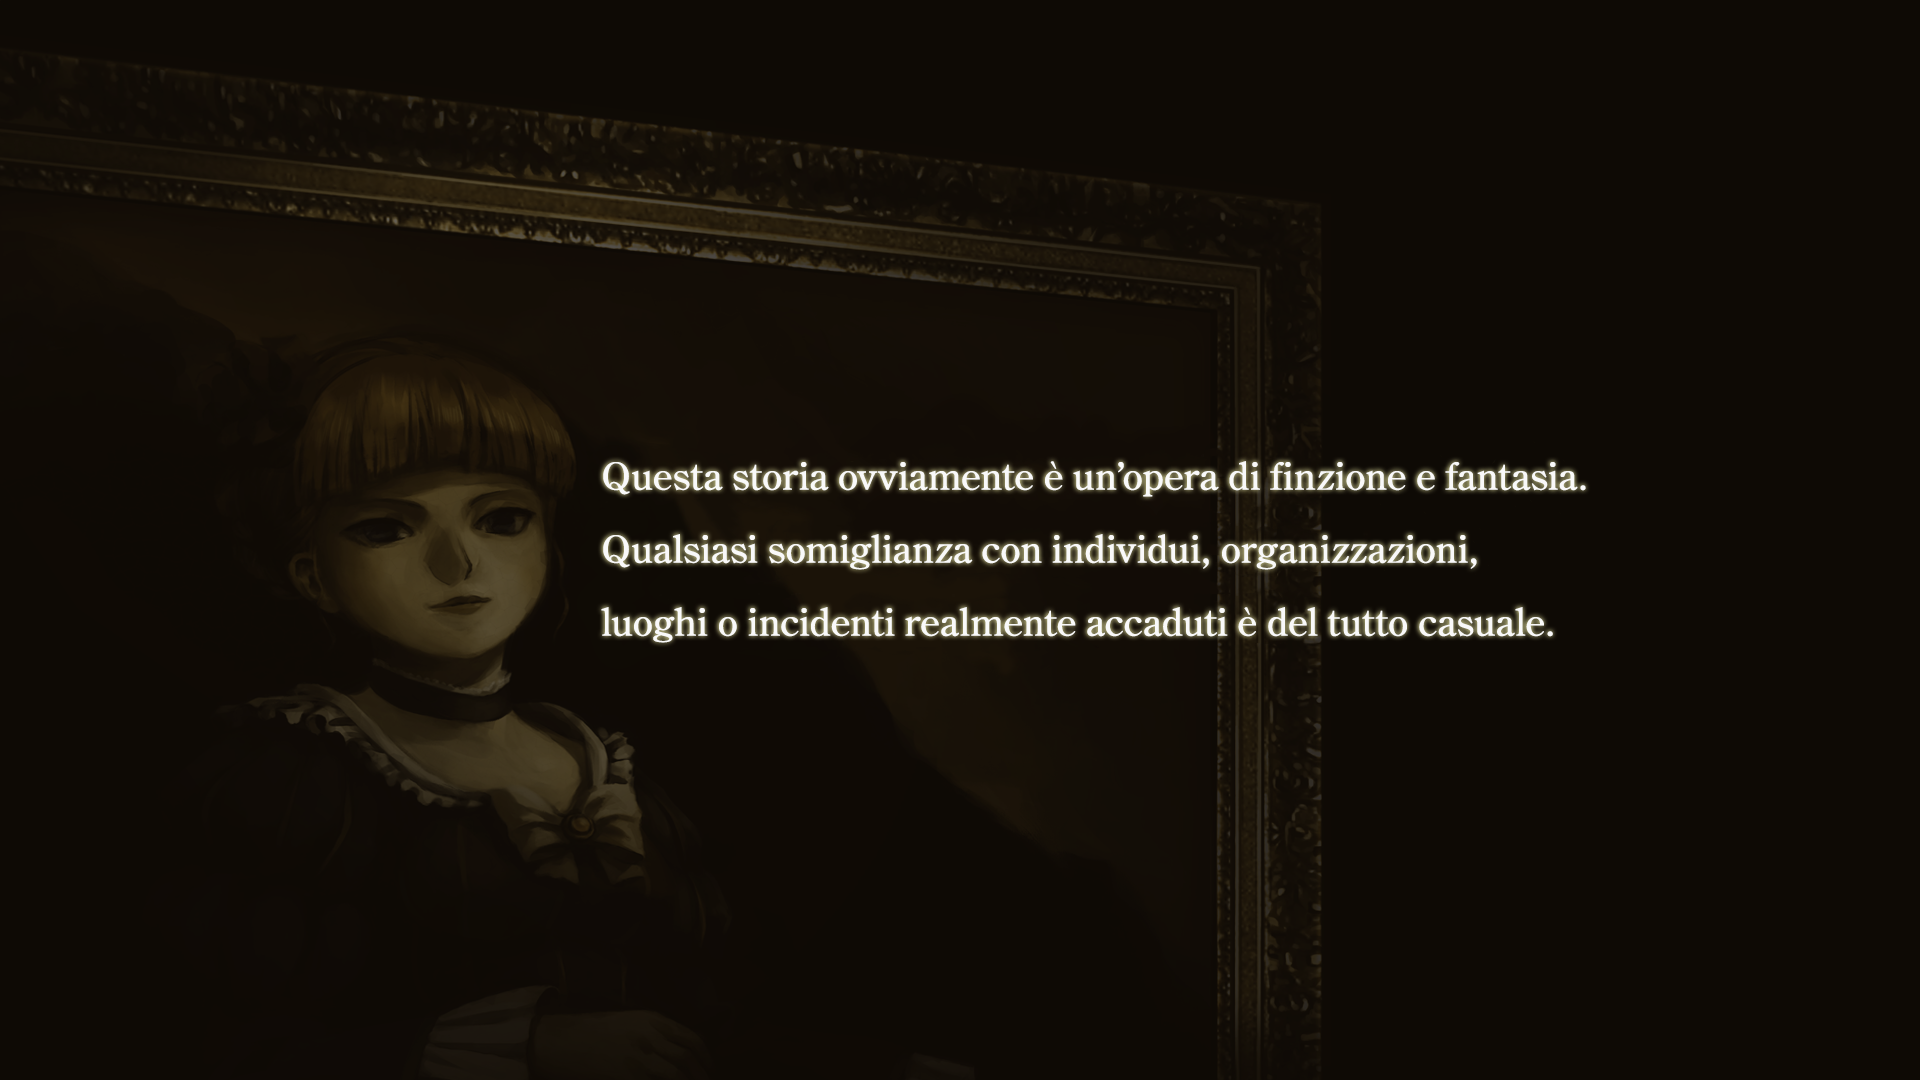 Questa storia ovviamente è un’opera di finzione e fantasia.
Qualsiasi somiglianza con individui, organizzazioni,
luoghi o incidenti realmente accaduti è del tutto casuale.